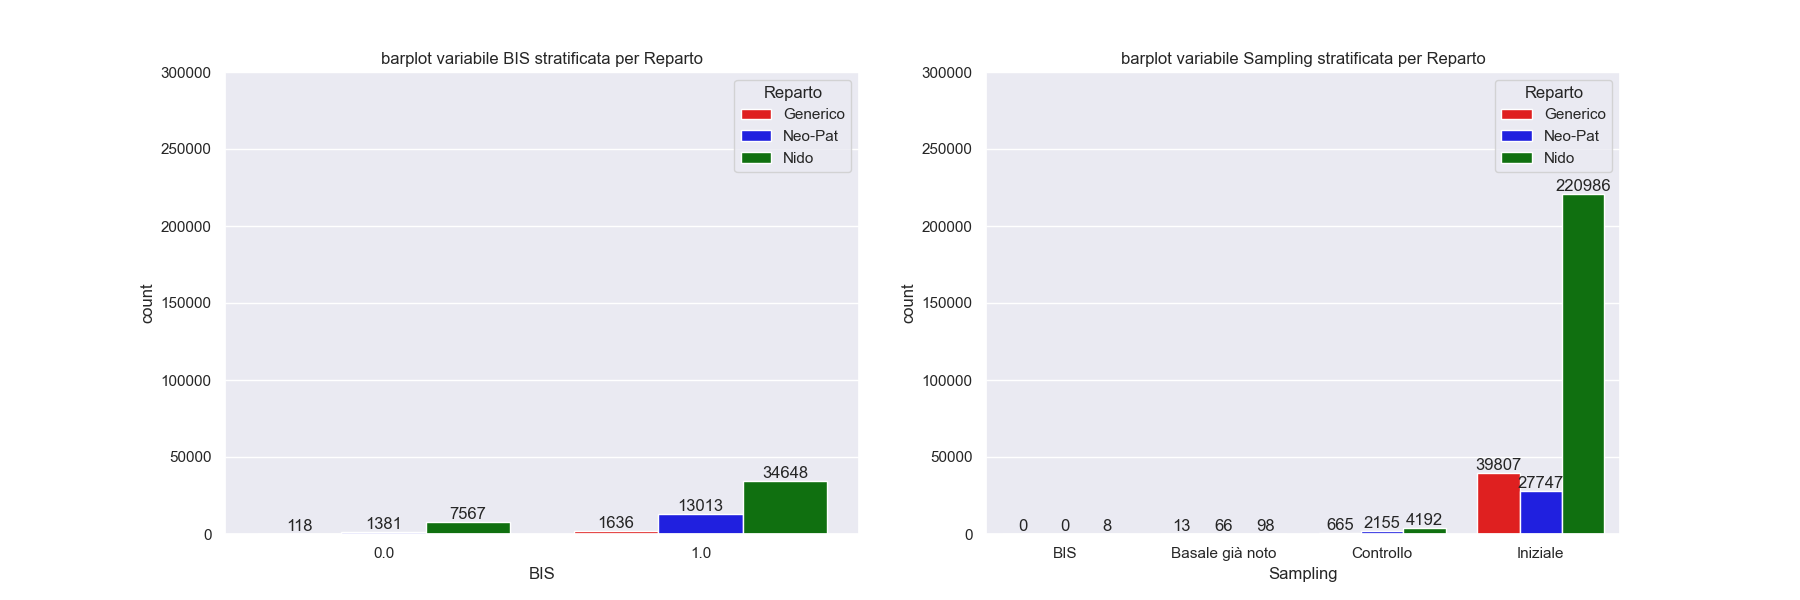 barplot variabile BIS stratificata per Reparto
300000
250000
200000
150000
100000
50000
0
count
Reparto
Generico
Neo-Pat
Nido
118
1381
7567
1636
13013
34648
0.0
1.0
BIS
barplot variabile Sampling stratificata per Reparto
300000
250000
200000
150000
100000
50000
0
count
Reparto
Generico
Neo-Pat
Nido
0
0
8
13
66
98
665
2155
4192
39807
27747
220986
BIS
Basale già noto
Controllo
Iniziale
Sampling